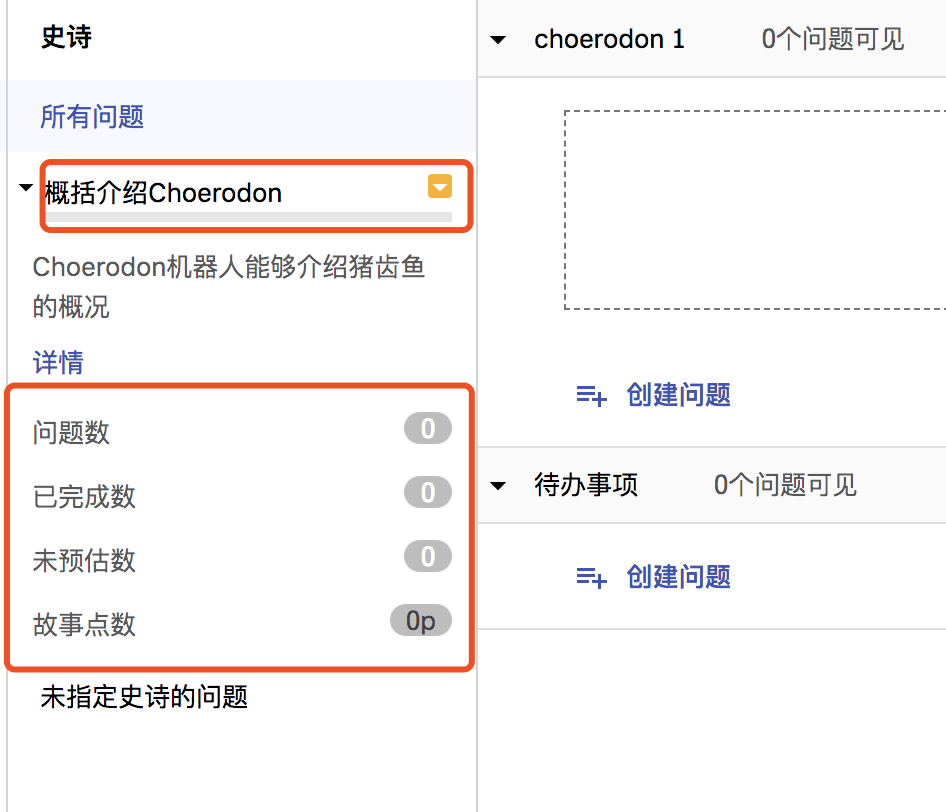 史诗
所有问题
概括介绍Choerodon
Choerodon机器人能够介绍猪齿鱼
的概况
详情
问题数 0
已完成数 0
未预估数 0
故事点数 0p
未指定史诗的问题
choerodon 1 0个问题可见
创建问题
待办事项 0个问题可见
创建问题